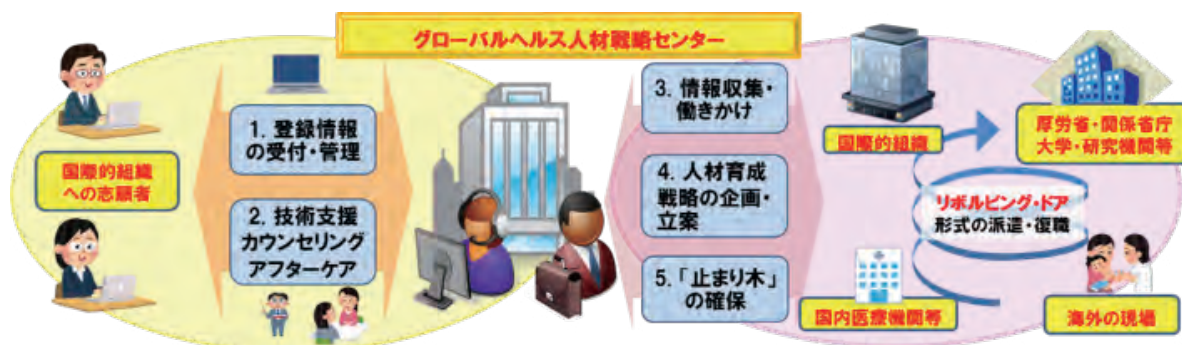 グローバルヘルス人材戦略センター
国際的組織
への志願者
1. 登録情報
の受付・管理
2. 技術支援
カウンセリング
アフターケア
3. 情報収集・
働きかけ
4. 人材育成
戦略の企画・
立案
5.「止まり木」
の確保
国際的組織
厚労省・関係省庁
大学・研究機関等
リボルビング・ドア
形式の派遣・復職
国内医療機関等
海外の現場